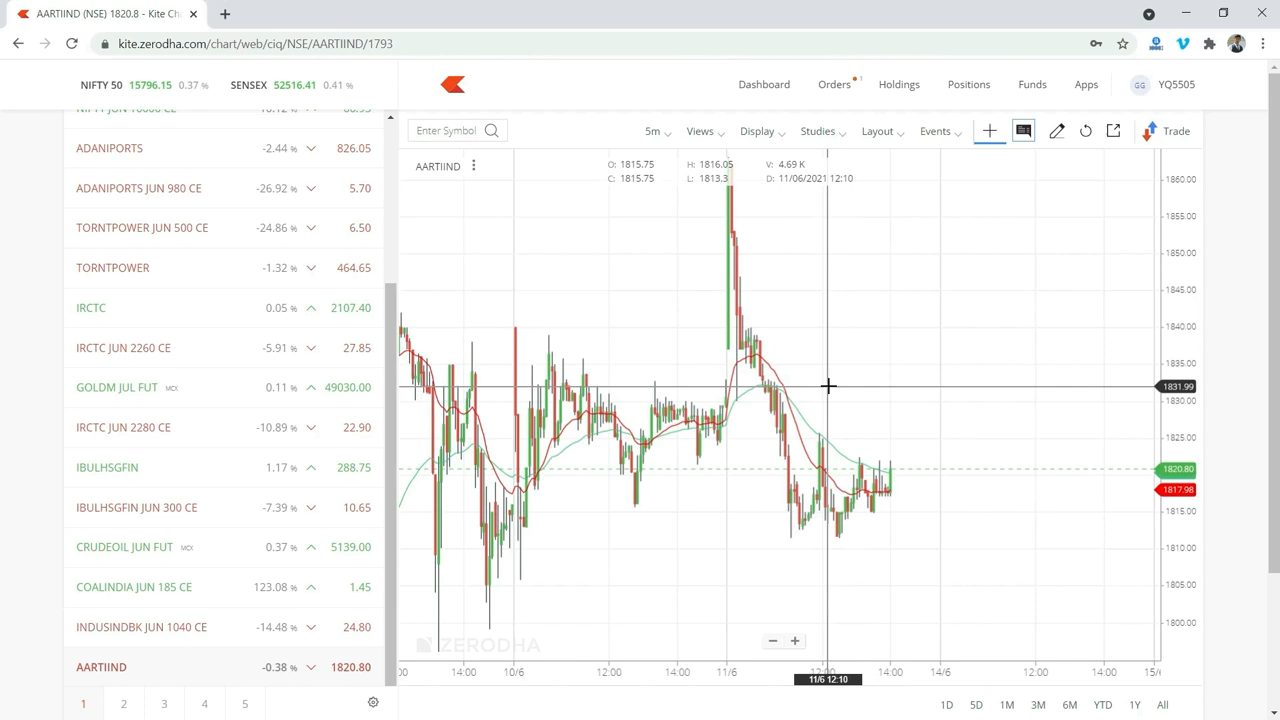 AARTIIND (NSE) 1820.8 - Kite Cha
kite.zerodha.com/chart/web/ciq/NSE/AARTIIND/1793
NIFTY 50 15796.15 0.37 % SENSEX 52516.41 0.41 %
Dashboard Orders 1 Holdings Positions Funds Apps GG YQ5505
ADANIPORTS -2.44 % 826.05
ADANIPORTS JUN 980 CE -26.92 % 5.70
TORNTPOWER JUN 500 CE -24.86 % 6.50
TORNTPOWER -1.32 % 464.65
IRCTC 0.05 % 2107.40
IRCTC JUN 2260 CE -5.91 % 27.85
GOLDM JUL FUT MCX 0.11 % 49030.00
IRCTC JUN 2280 CE -10.89 % 22.90
IBULHSGFIN 1.17 % 288.75
IBULHSGFIN JUN 300 CE -7.39 % 10.65
CRUDEOIL JUN FUT MCX 0.37 % 5139.00
COALINDIA JUN 185 CE 123.08 % 1.45
INDUSINDBK JUN 1040 CE -14.48 % 24.80
AARTIIND -0.38 % 1820.80
1 2 3 4 5
Enter Symbol 5m Views Display Studies Layout Events Trade
AARTIIND O: 1815.75 H: 1816.05 V: 4.69 K
C: 1815.75 L: 1813.3 D: 11/06/2021 12:10
1860.00
1855.00
1850.00
1845.00
1840.00
1835.00
1831.99
1830.00
1825.00
1820.80
1817.98
1815.00
1810.00
1805.00
1800.00
ZERODHA
:00 14:00 10/6 12:00 14:00 11/6 12:00 14:00 14/6 12:00 14:00 15/6
11/6 12:10
1D 5D 1M 3M 6M YTD 1Y All